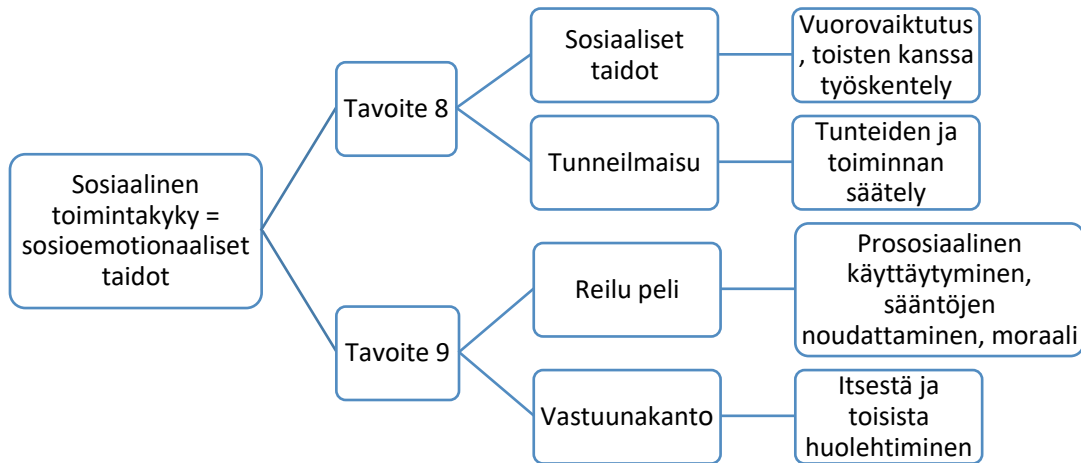 Sosiaalinen
toimintakyky =
sosioemotionaaliset
taidot
Tavoite 8
Sosiaaliset
taidot
Vuorovaiktutus
, toisten kanssa
työskentely
Tunneilmaisu
Tunteiden ja
toiminnan
säätely
Tavoite 9
Reilu peli
Prososiaalinen
käyttäytyminen,
sääntöjen
noudattaminen, moraali
Vastuunakanto
Itsestä ja
toisista
huolehtiminen